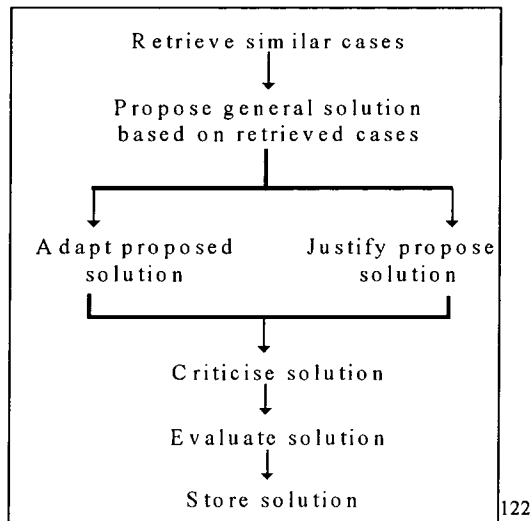 Retrieve similar cases
Propose general solution
based on retrieved cases
Adapt proposed
solution
Justify propose
solution
Criticise solution
Evaluate solution
Store solution
122